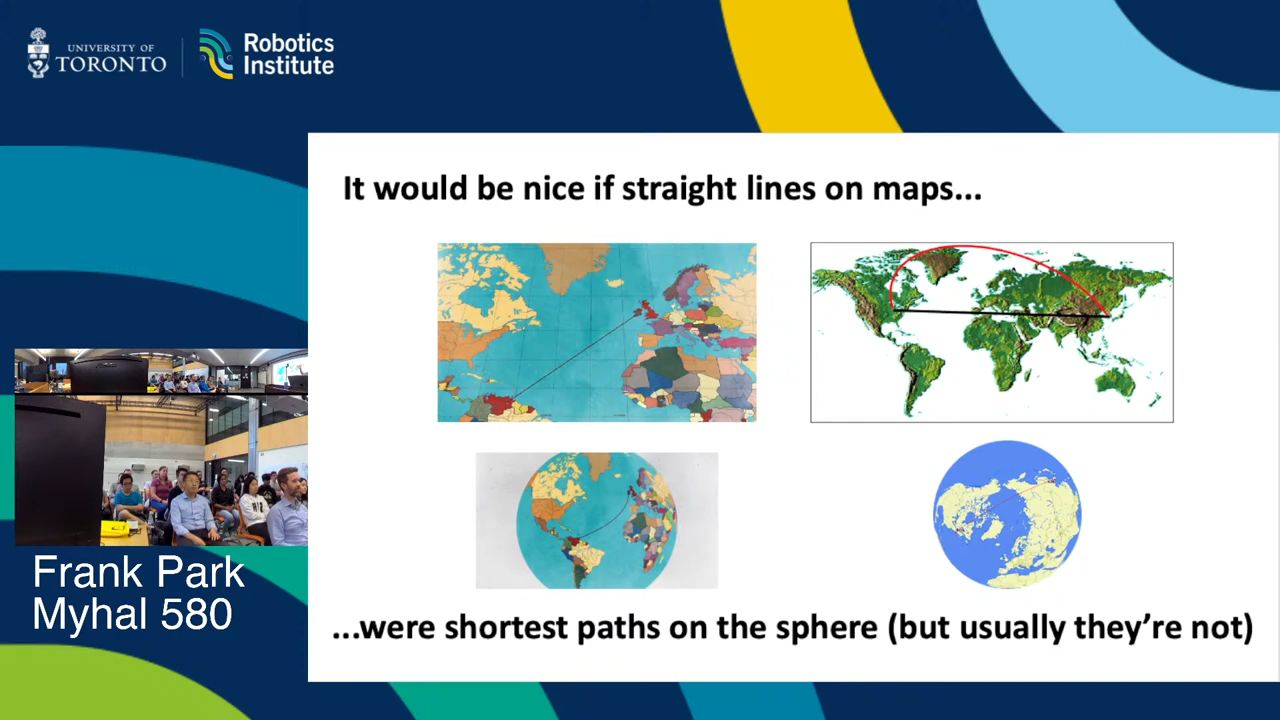 UNIVERSITY OF
TORONTO
Robotics
Institute
It would be nice if straight lines on maps...
...were shortest paths on the sphere (but usually they're not)
Frank Park
Myhal 580